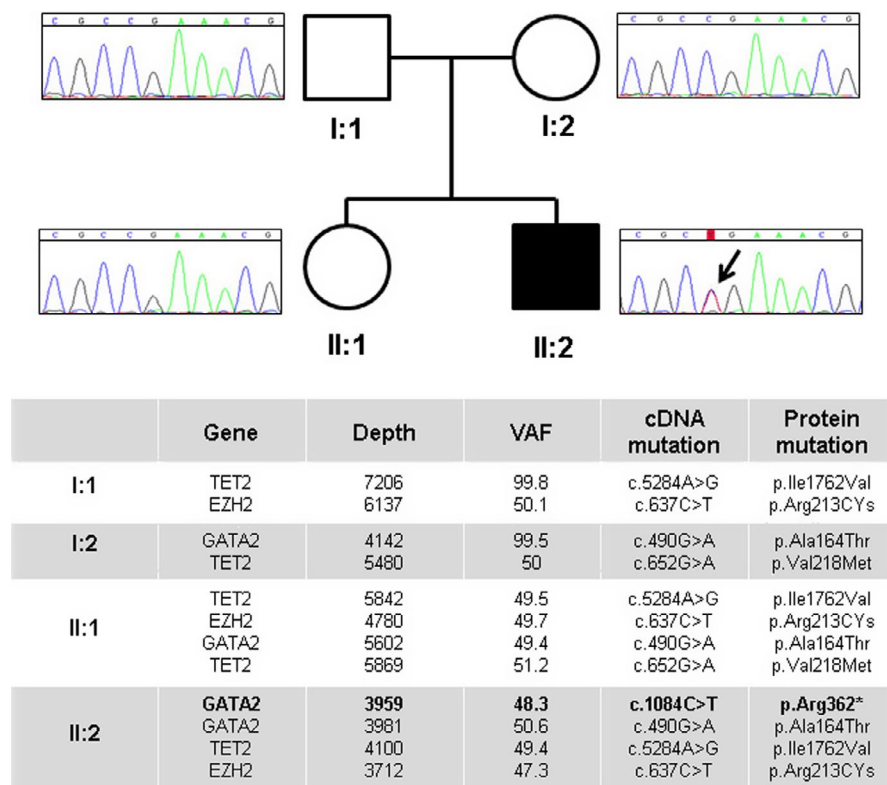 C G C C G A A A C G
C G C C G A A A C G
I:1
I:2
C G C C G A A A C G
C G C G A A A C G
II:1
II:2
Gene Depth VAF cDNA mutation Protein mutation
I:1
TET2 7206 99.8 c.5284A>G p.Ile1762Val
EZH2 6137 50.1 c.637C>T p.Arg213CYs
I:2
GATA2 4142 99.5 c.490G>A p.Ala164Thr
TET2 5480 50 c.652G>A p.Val218Met
II:1
TET2 5842 49.5 c.5284A>G p.Ile1762Val
EZH2 4780 49.7 c.637C>T p.Arg213CYs
GATA2 5602 49.4 c.490G>A p.Ala164Thr
TET2 5869 51.2 c.652G>A p.Val218Met
II:2
GATA2 3959 48.3 c.1084C>T p.Arg362*
GATA2 3981 50.6 c.490G>A p.Ala164Thr
TET2 4100 49.4 c.5284A>G p.Ile1762Val
EZH2 3712 47.3 c.637C>T p.Arg213CYs